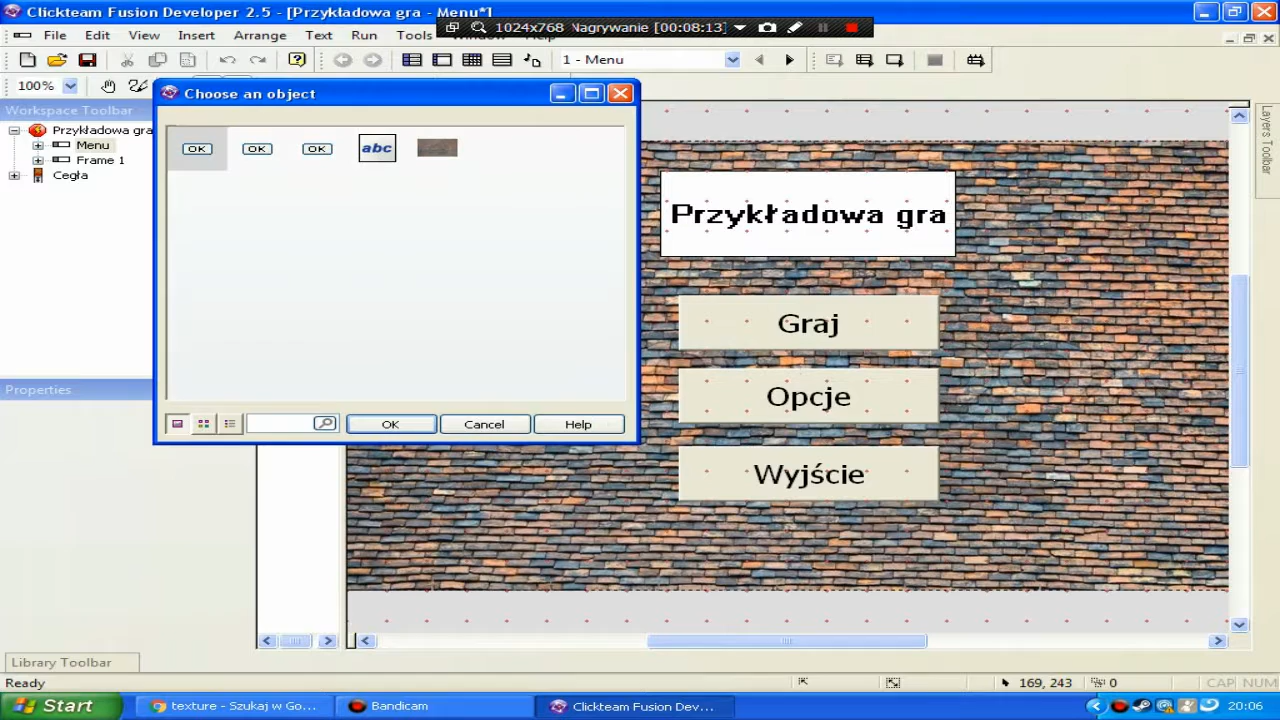 Clickteam Fusion Developer 2.5 - [Przykładowa gra - Menu*]
1024x768 Nagrywanie [00:08:13]
File Edit View Insert Arrange Text Run Tools
1 - Menu
100%
Workspace Toolbar
Przykładowa gra
Menu
Frame 1
Cegła
Choose an object
OK OK OK abc
OK Cancel Help
Properties
Layers Toolbar
Przykładowa gra
Graj
Opcje
Wyjście
Library Toolbar
Ready
169, 243
0
CAP NUM
Start
texture - Szukaj w Go...
Bandicam
Clickteam Fusion Dev...
20:06